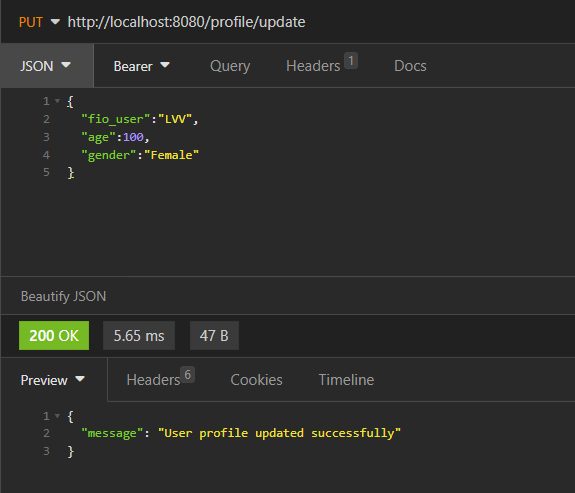 PUT http://localhost:8080/profile/update
JSON Bearer Query Headers 1 Docs
1 {
2 "fio_user":"LVV",
3 "age":100,
4 "gender":"Female"
5 }
Beautify JSON
200 OK 5.65 ms 47 B
Preview Headers 6 Cookies Timeline
1 {
2 "message": "User profile updated successfully"
3 }